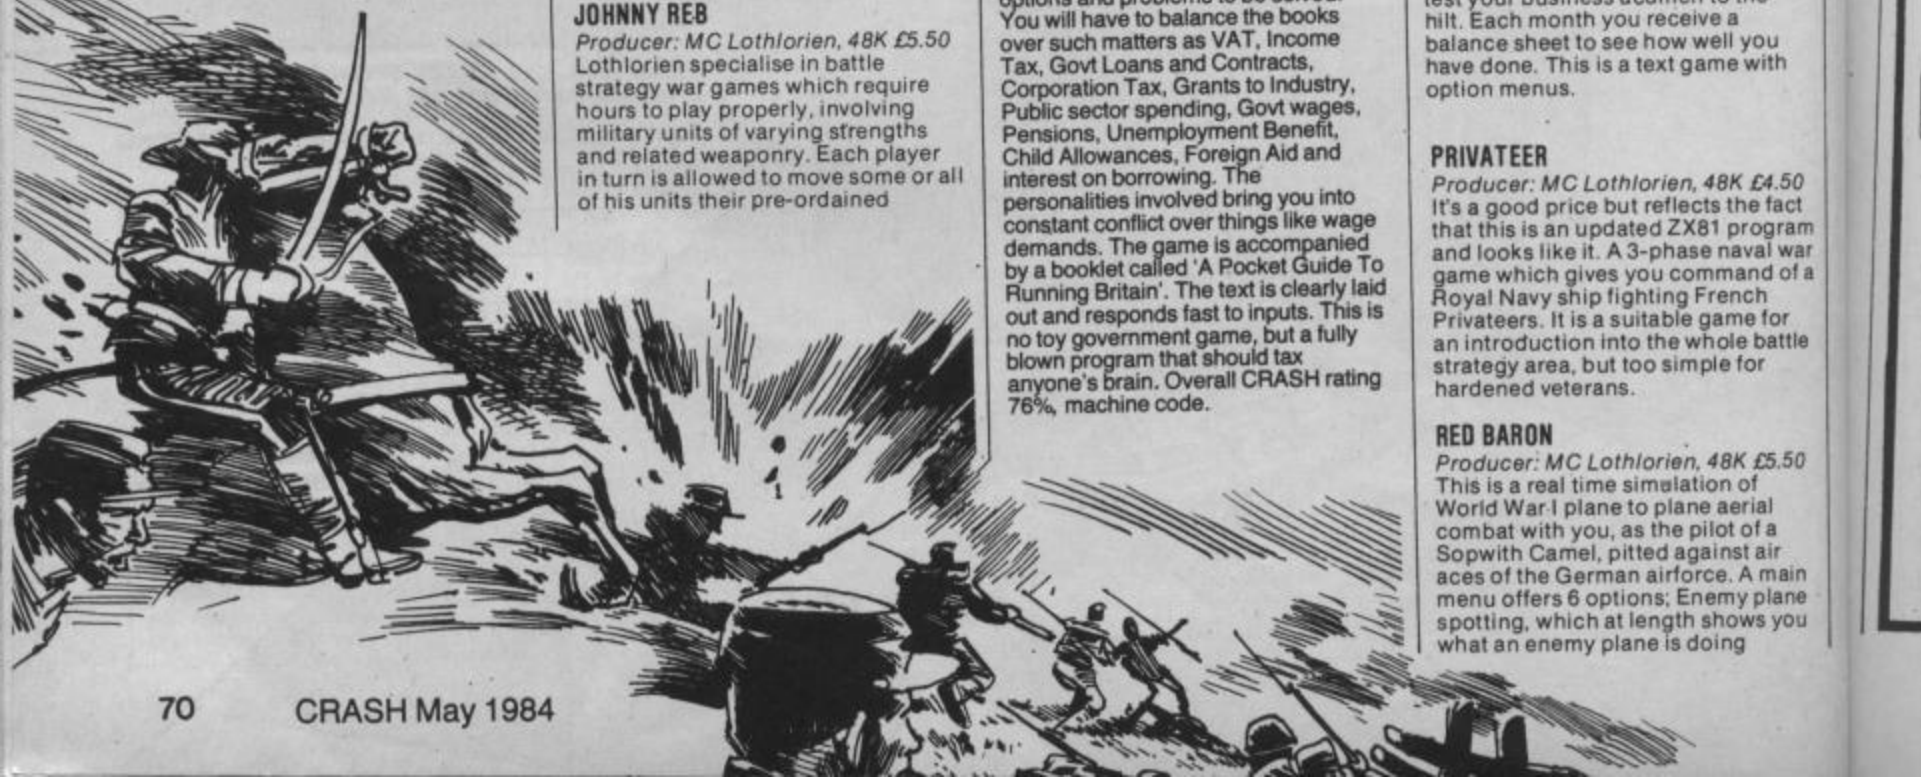 JOHNNY REB
Producer: MC Lothlorien, 48K £5.50
Lothlorien specialise in battle
strategy war games which require
hours to play properly, involving
military units of varying strengths
and related weaponry. Each player
in turn is allowed to move some or all
of his units their pre-ordained
options and problems to be solved.
You will have to balance the books
over such matters as VAT, Income
Tax, Govt Loans and Contracts,
Corporation Tax, Grants to Industry,
Public sector spending, Govt wages,
Pensions, Unemployment Benefit,
Child Allowances, Foreign Aid and
interest on borrowing. The
personalities involved bring you into
constant conflict over things like wage
demands. The game is accompanied
by a booklet called 'A Pocket Guide To
Running Britain'. The text is clearly laid
out and responds fast to inputs. This is
no toy government game, but a fully
blown program that should tax
anyone's brain. Overall CRASH rating
76%, machine code.
test your business acumen to the
hilt. Each month you receive a
balance sheet to see how well you
have done. This is a text game with
option menus.
PRIVATEER
Producer: MC Lothlorien, 48K £4.50
It's a good price but reflects the fact
that this is an updated ZX81 program
and looks like it. A 3-phase naval war
game which gives you command of a
Royal Navy ship fighting French
Privateers. It is a suitable game for
an introduction into the whole battle
strategy area, but too simple for
hardened veterans.
RED BARON
Producer: MC Lothlorien, 48K £5.50
This is a real time simulation of
World War I plane to plane aerial
combat with you, as the pilot of a
Sopwith Camel, pitted against air
aces of the German airforce. A main
menu offers 6 options; Enemy plane
spotting, which at length shows you
what an enemy plane is doing
70 CRASH May 1984